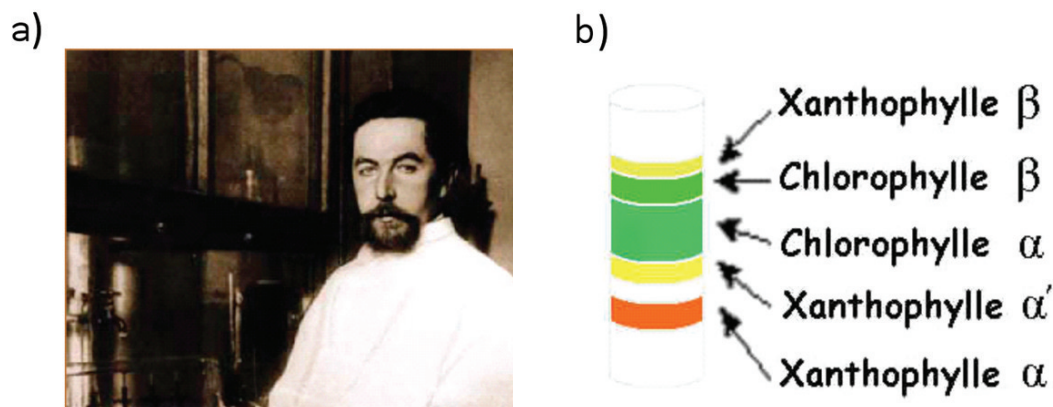 a)
b)
Xanthophylle β
Chlorophylle β
Chlorophylle α
Xanthophylle α′
Xanthophylle α